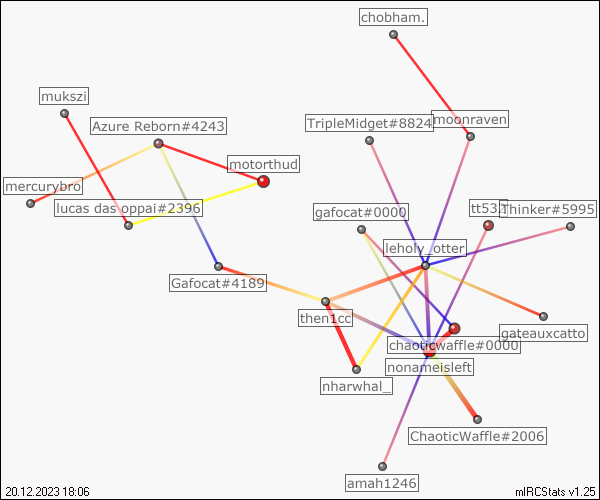 chobham.
mukszi
Azure Reborn#4243
TripleMidget#8824
moonraven
motorthud
mercurybro
lucas das oppai#2396
gafocat#0000
tt53
Thinker#5995
leholy_otter
Gafocat#4189
then1cc
gateauxcatto
chaoticwaffle#0000
nonameisleft
nharwhal_
ChaoticWaffle#2006
amah1246
20.12.2023 18:06
mIRCStats v1.25